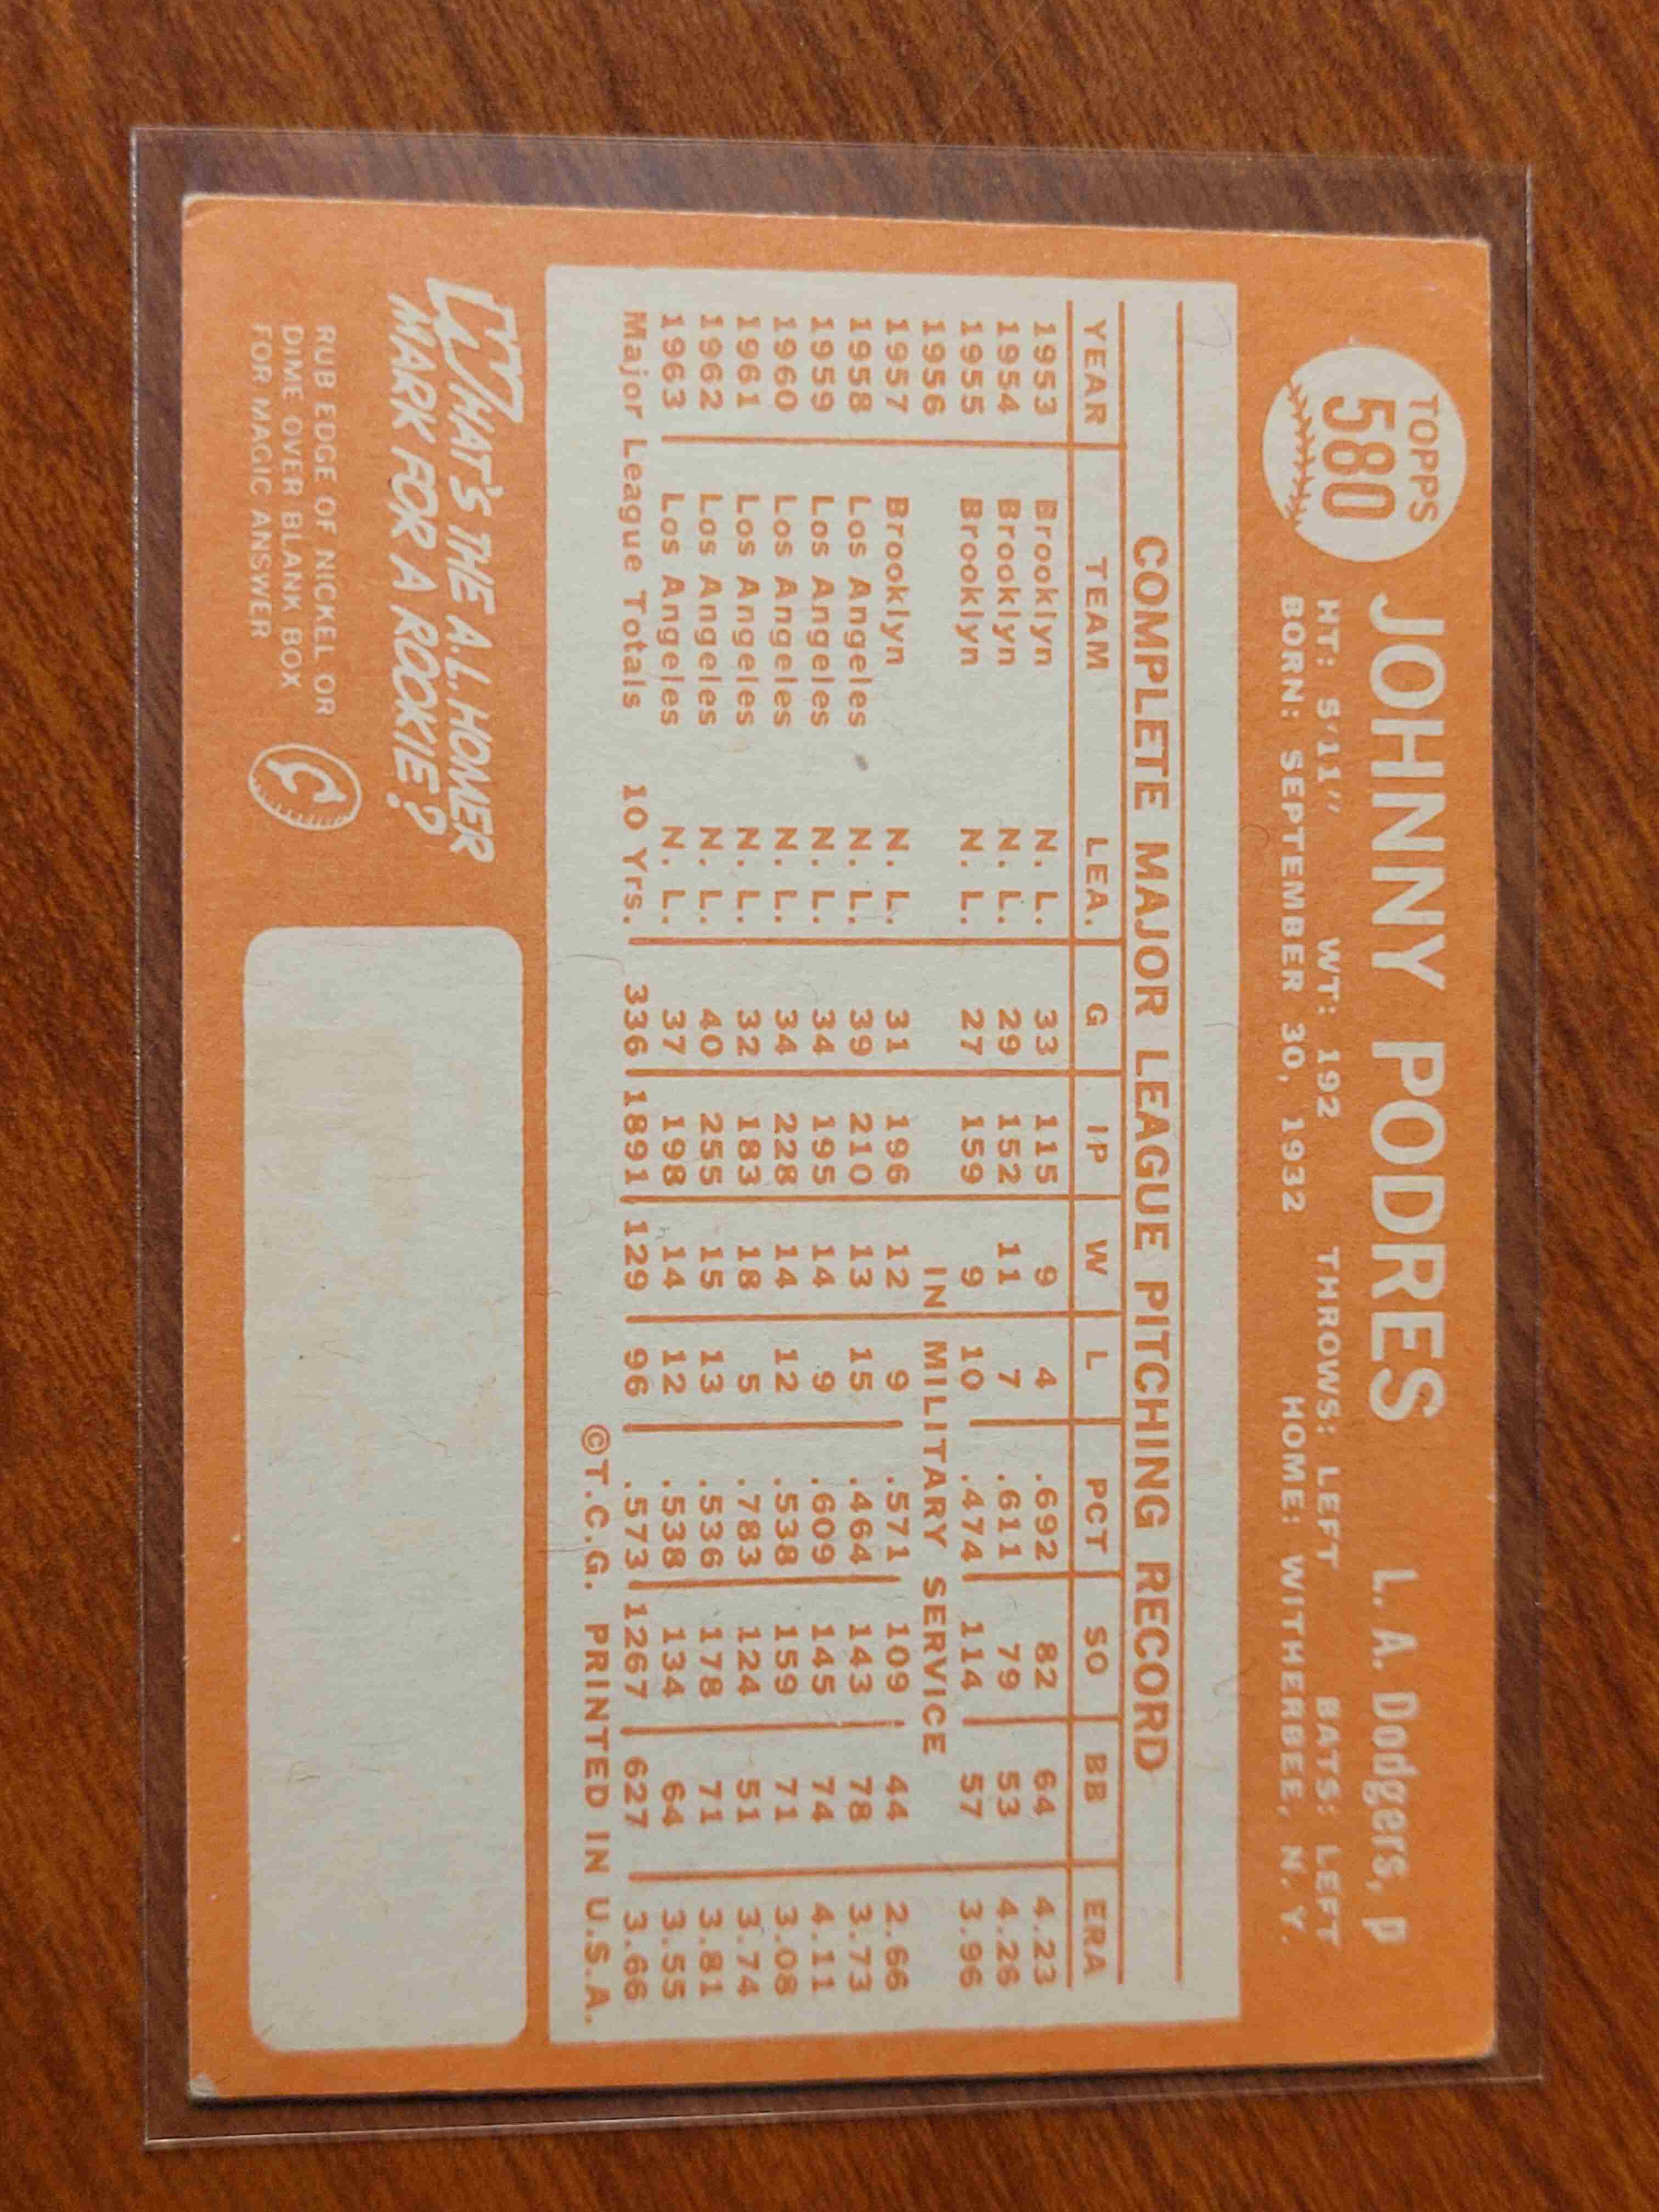 TOPPS
580
JOHNNY PODRES L. A. Dodgers, p
HT: 5'11" WT: 192 THROWS: LEFT BATS: LEFT
BORN: SEPTEMBER 30, 1932 HOME: WITHERBEE, N. Y.
COMPLETE MAJOR LEAGUE PITCHING RECORD
YEAR TEAM LEA. G IP W L PCT SO BB ERA
1953 Brooklyn N. L. 33 115 9 4 .692 82 64 4.23
1954 Brooklyn N. L. 29 152 11 7 .611 79 53 4.26
1955 Brooklyn N. L. 27 159 9 10 .474 114 57 3.96
1956 IN MILITARY SERVICE
1957 Brooklyn N. L. 31 196 12 9 .571 109 44 2.66
1958 Los Angeles N. L. 39 210 13 15 .464 143 78 3.73
1959 Los Angeles N. L. 34 195 14 9 .609 145 74 4.11
1960 Los Angeles N. L. 34 228 14 12 .538 159 71 3.08
1961 Los Angeles N. L. 32 183 18 5 .783 124 51 3.74
1962 Los Angeles N. L. 40 255 15 13 .536 178 71 3.81
1963 Los Angeles N. L. 37 198 14 12 .538 134 64 3.55
Major League Totals 10 Yrs. 336 1891 129 96 .573 1267 627 3.66
©T.C.G. PRINTED IN U.S.A.
WHAT'S THE A.L. HOMER
MARK FOR A ROOKIE?
RUB EDGE OF NICKEL OR
DIME OVER BLANK BOX
FOR MAGIC ANSWER